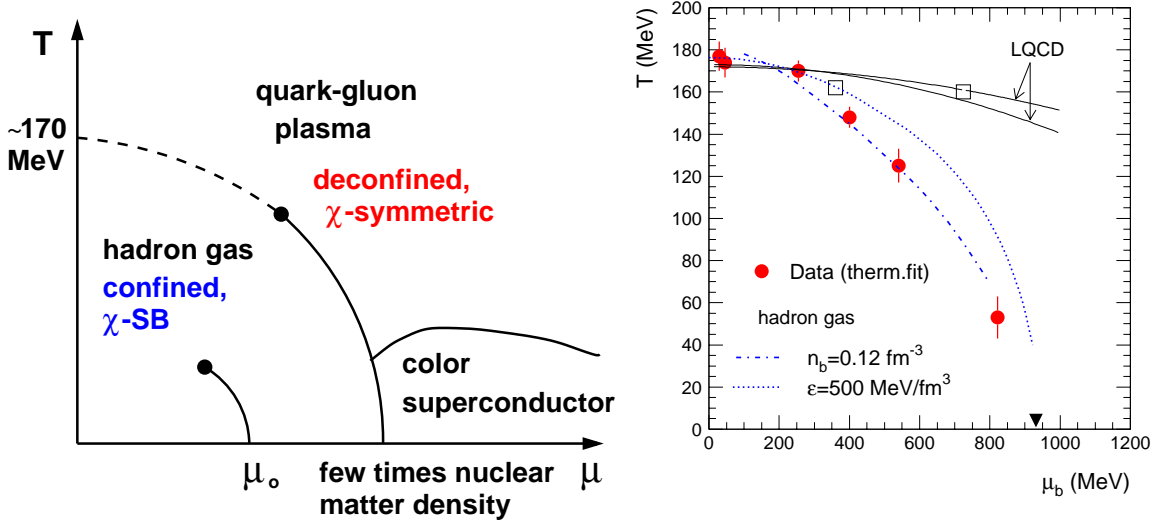 T
~170
MeV
quark-gluon
plasma
deconfined,
χ-symmetric
hadron gas
confined,
χ-SB
color
superconductor
μo
few times nuclear
matter density
μ
T (MeV)
200
180
160
140
120
100
80
60
40
20
0
LQCD
Data (therm.fit)
hadron gas
nb=0.12 fm-3
ε=500 MeV/fm3
0 200 400 600 800 1000 1200
μb (MeV)